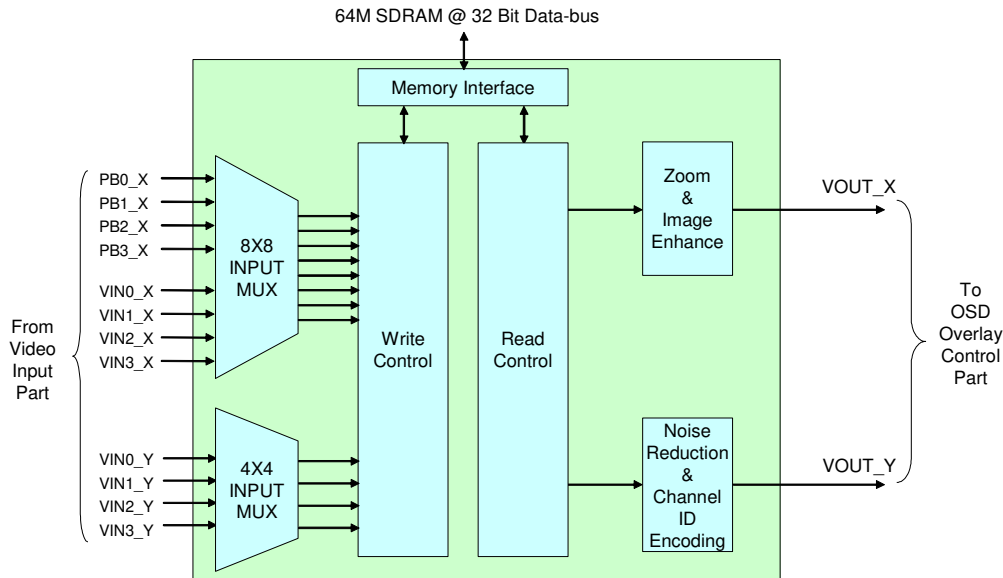 64M SDRAM @ 32 Bit Data-bus
Memory Interface
PB0_X
PB1_X
PB2_X
PB3_X
VIN0_X
VIN1_X
VIN2_X
VIN3_X
8X8
INPUT
MUX
From
Video
Input
Part
VIN0_Y
VIN1_Y
VIN2_Y
VIN3_Y
4X4
INPUT
MUX
Write
Control
Read
Control
Zoom
&
Image
Enhance
VOUT_X
Noise
Reduction
&
Channel
ID
Encoding
VOUT_Y
To
OSD
Overlay
Control
Part